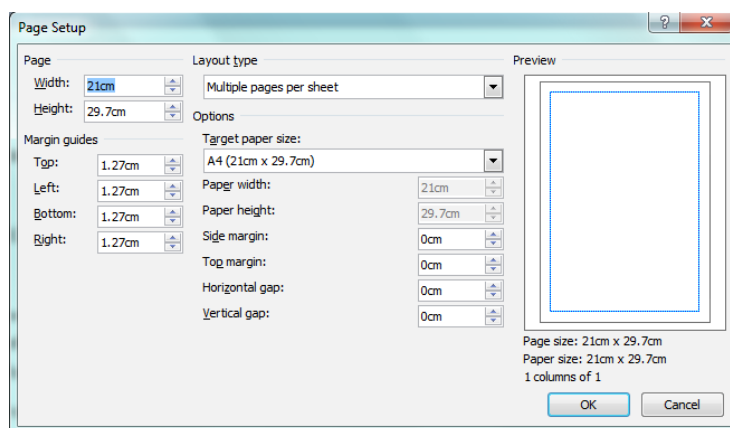 Page Setup
Page
Width: 21cm
Height: 29.7cm
Margin guides
Top: 1.27cm
Left: 1.27cm
Bottom: 1.27cm
Right: 1.27cm
Layout type
Multiple pages per sheet
Options
Target paper size:
A4 (21cm x 29.7cm)
Paper width: 21cm
Paper height: 29.7cm
Side margin: 0cm
Top margin: 0cm
Horizontal gap: 0cm
Vertical gap: 0cm
Preview
Page size: 21cm x 29.7cm
Paper size: 21cm x 29.7cm
1 columns of 1
OK Cancel